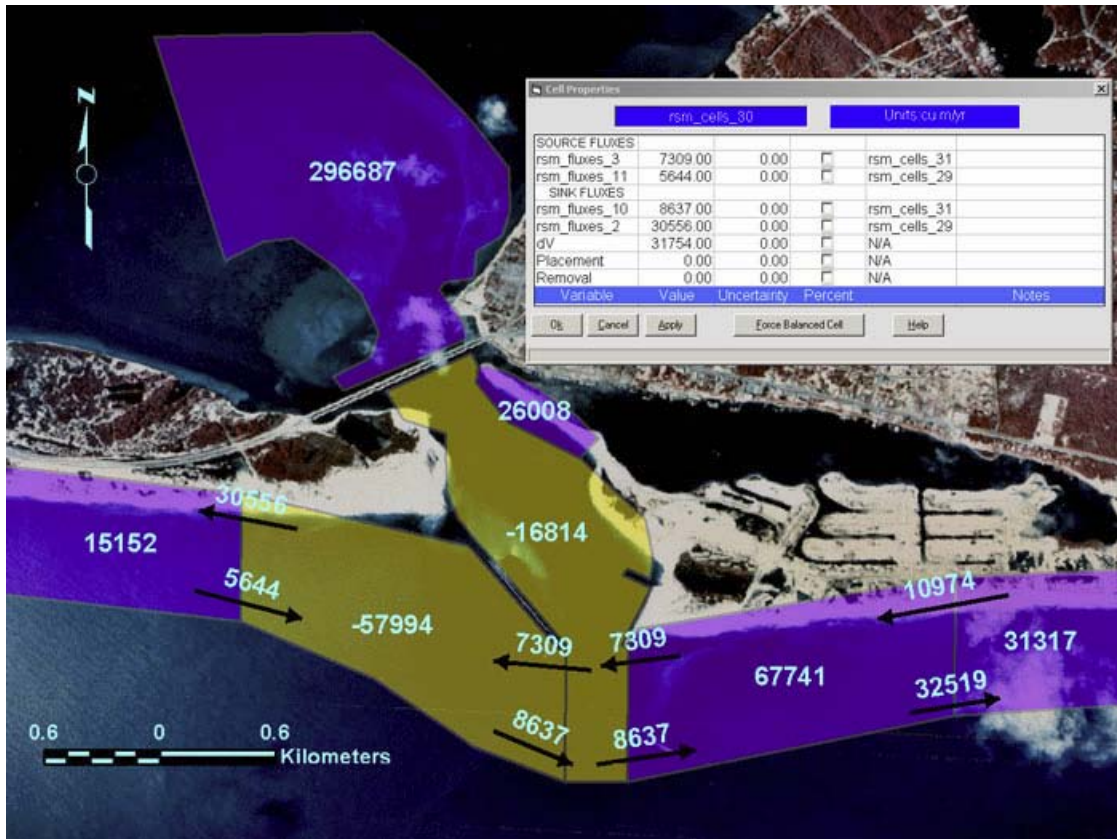 Z
296687
Cell Properties
rsm_cells_30 Units:cu m/yr
SOURCE FLUXES
rsm_fluxes_3 7309.00 0.00 rsm_cells_31
rsm_fluxes_11 5644.00 0.00 rsm_cells_29
SINK FLUXES
rsm_fluxes_10 8637.00 0.00 rsm_cells_31
rsm_fluxes_2 30556.00 0.00 rsm_cells_29
dV 31754.00 0.00 N/A
Placement 0.00 0.00 N/A
Removal 0.00 0.00 N/A
Variable Value Uncertainty Percent Notes
Ok Cancel Apply Force Balanced Cell Help
26008
30556
15152
-16814
5644
-57994
10974
7309 7309
67741
31317
32519
8637 8637
0.6 0 0.6
Kilometers